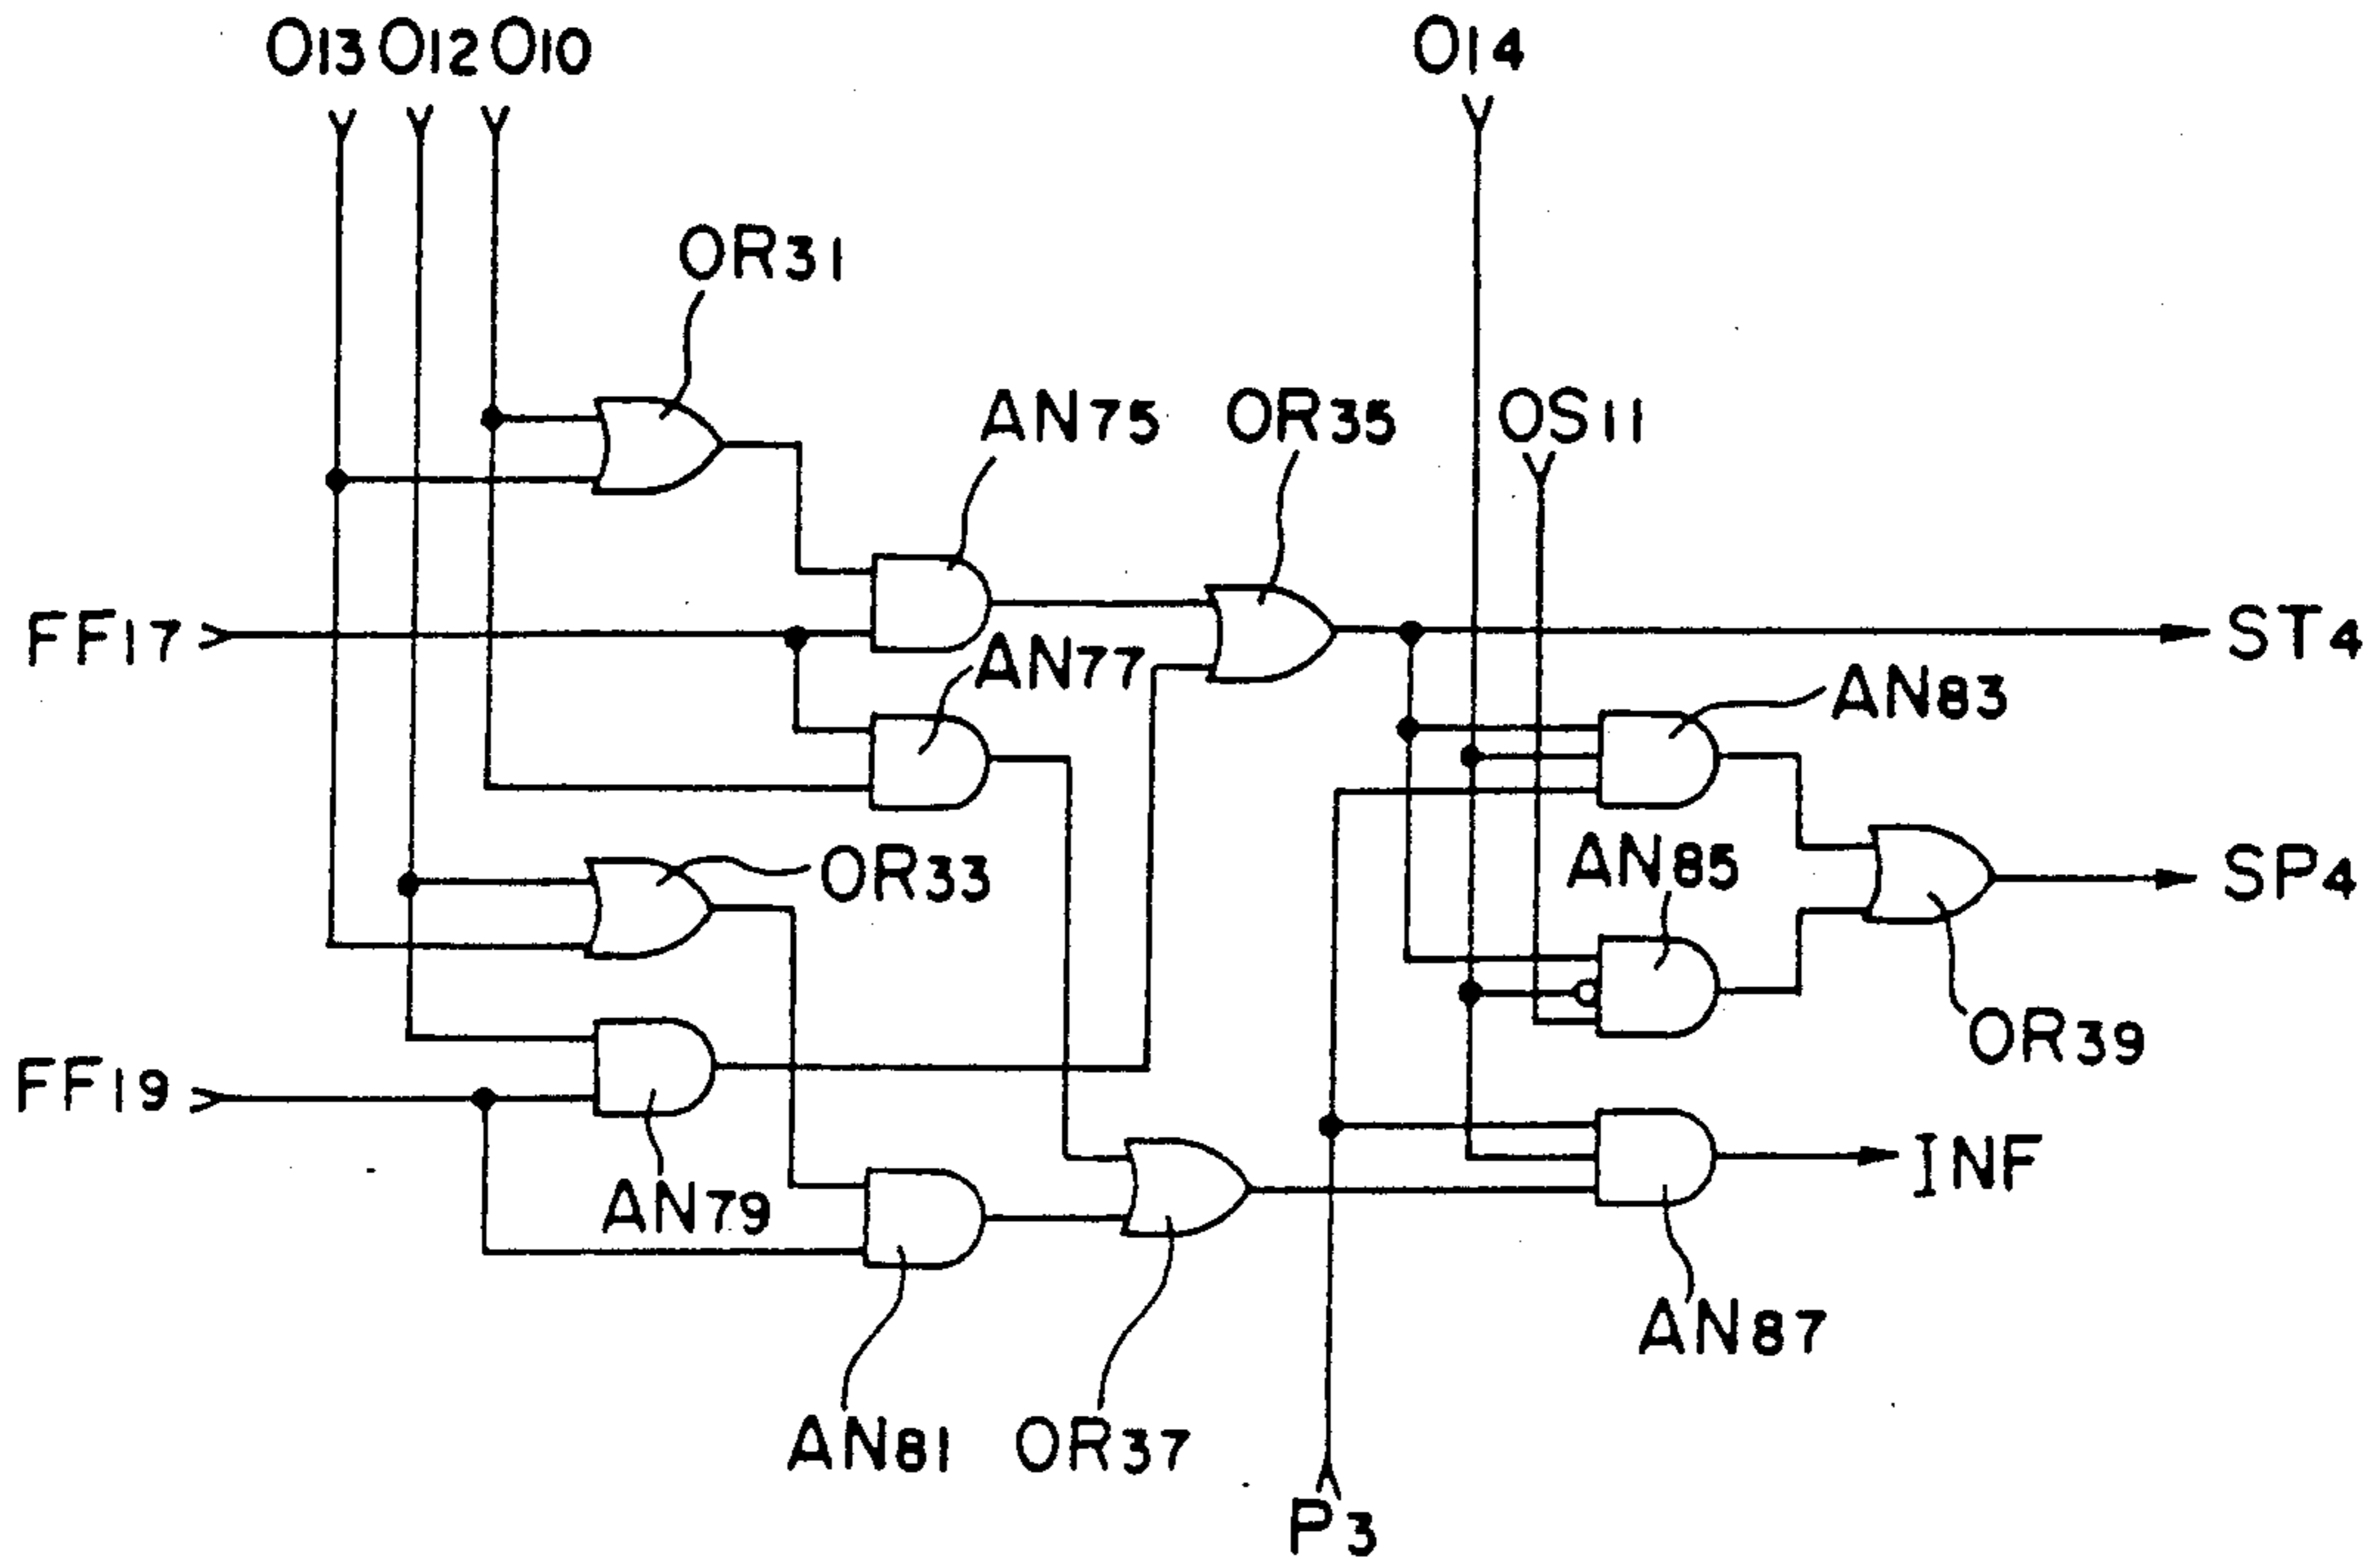 O13 O12 O10
O14
OR31
AN75
OR35
OS11
FF17
ST4
AN77
AN83
OR33
AN85
SP4
OR39
FF19
INF
AN79
AN87
AN81
OR37
P3